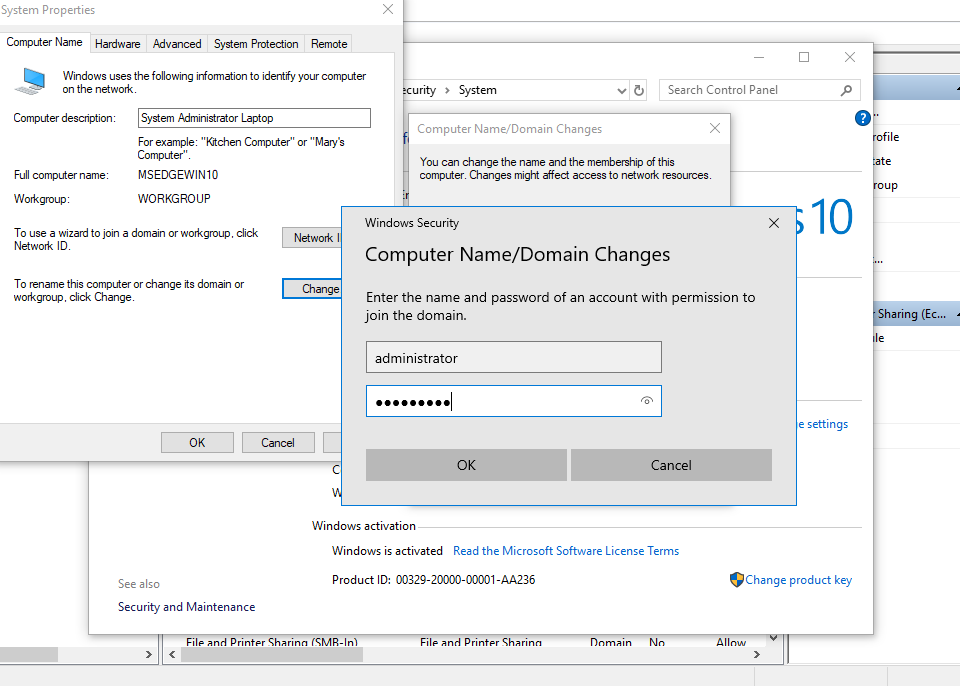 System Properties
Computer Name Hardware Advanced System Protection Remote
Windows uses the following information to identify your computer
on the network.
Computer description: System Administrator Laptop
For example: "Kitchen Computer" or "Mary's
Computer".
Full computer name: MSEDGEWIN10
Workgroup: WORKGROUP
To use a wizard to join a domain or workgroup, click
Network ID.
Network I
To rename this computer or change its domain or
workgroup, click Change.
Change
OK Cancel
ecurity › System
Search Control Panel
Computer Name/Domain Changes
You can change the name and the membership of this
computer. Changes might affect access to network resources.
Windows Security
Computer Name/Domain Changes
Enter the name and password of an account with permission to
join the domain.
administrator
●●●●●●●●●
OK Cancel
s 10
e settings
Windows activation
Windows is activated Read the Microsoft Software License Terms
Product ID: 00329-20000-00001-AA236
Change product key
See also
Security and Maintenance
rofile
ate
roup
...
r Sharing (Ec...
le
File and Printer Sharing (SMB-In) File and Printer Sharing Domain No Allow